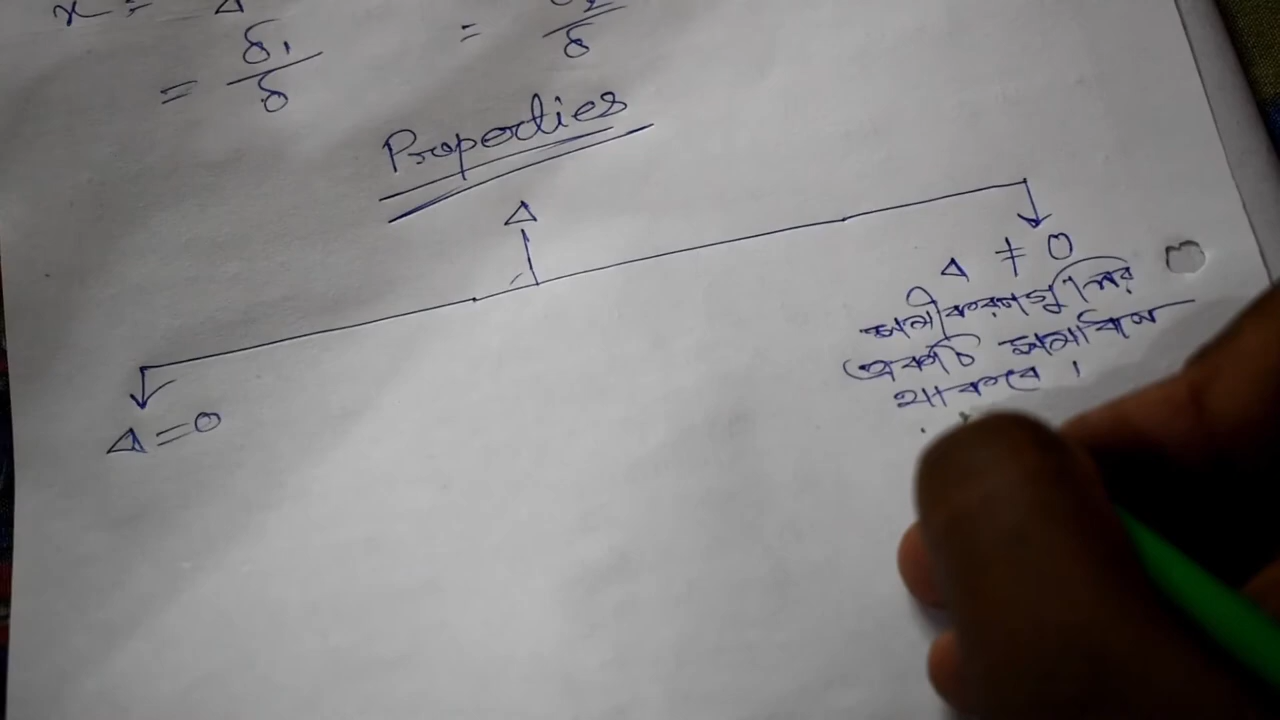 x = Δ
= δ₁/δ = δ₂/δ
Properties
Δ
Δ ≠ 0
সমীকরণগুলির
একটি সমাধান
থাকবে ।
Δ = 0